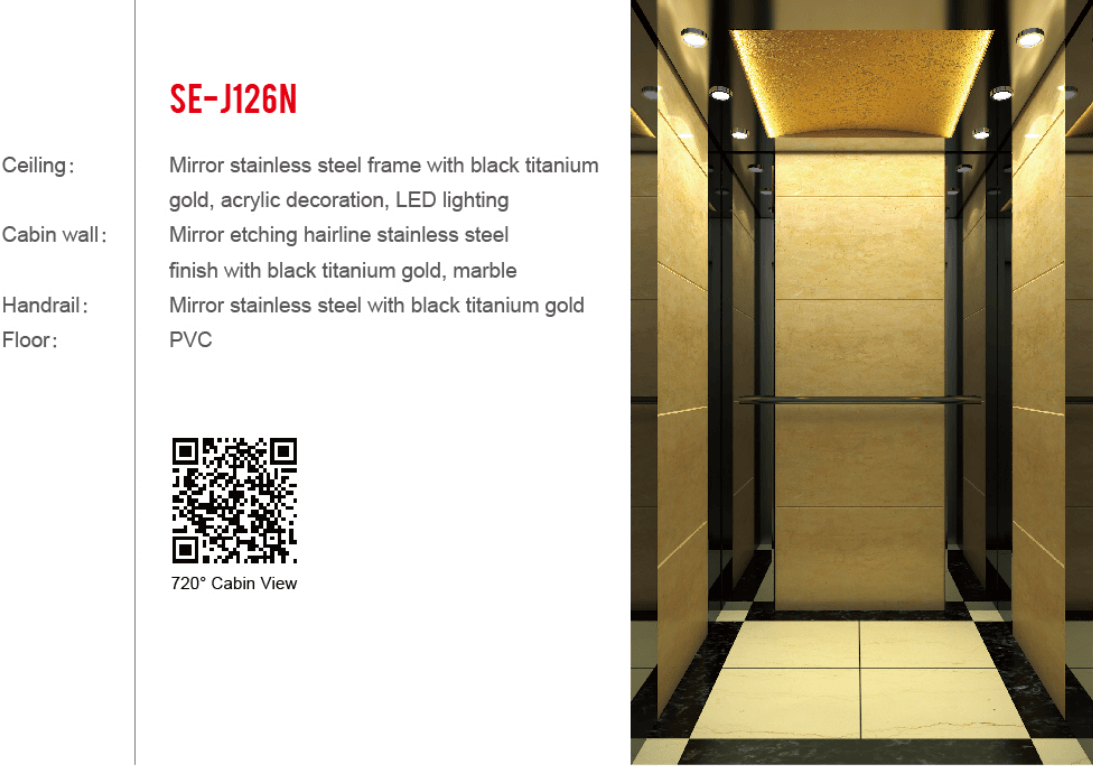 SE-J126N
Ceiling: Mirror stainless steel frame with black titanium
gold, acrylic decoration, LED lighting
Cabin wall: Mirror etching hairline stainless steel
finish with black titanium gold, marble
Handrail: Mirror stainless steel with black titanium gold
Floor: PVC
720° Cabin View